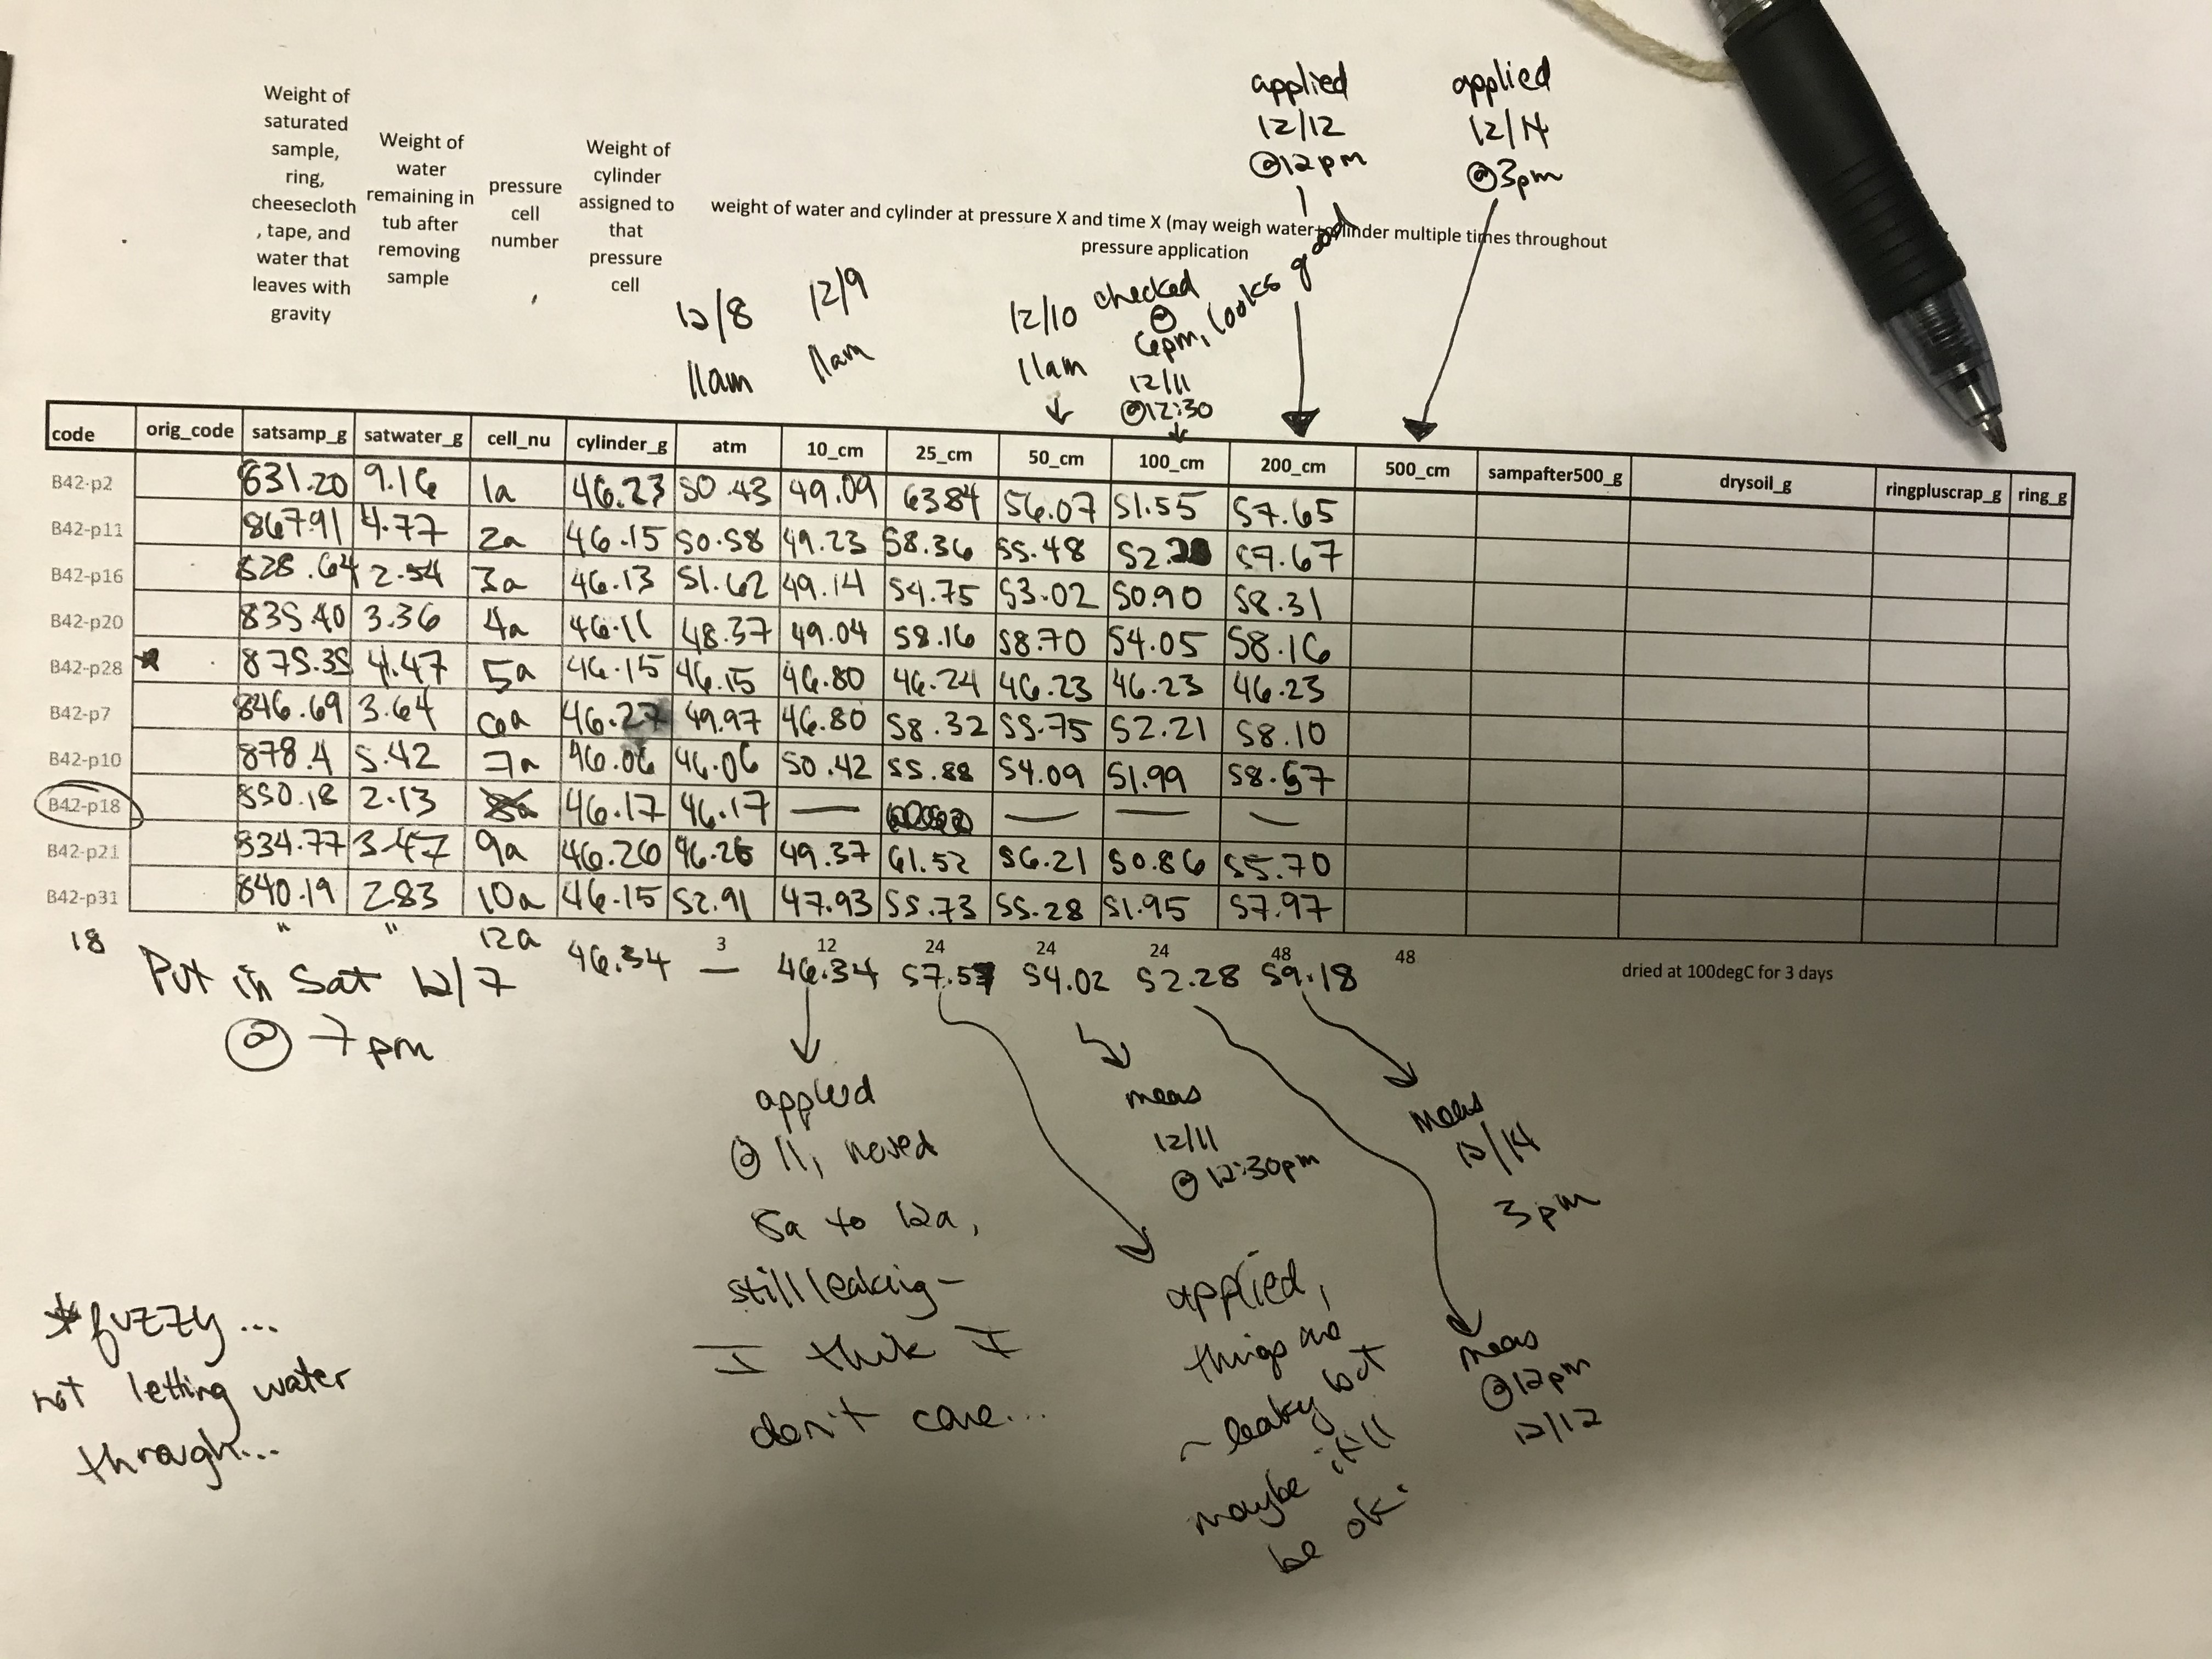 applied
12/12
@12pm
applied
12/14
@3pm
Weight of
saturated
sample,
ring,
cheesecloth
, tape, and
water that
leaves with
gravity
Weight of
water
remaining in
tub after
removing
sample
pressure
cell
number
Weight of
cylinder
assigned to
that
pressure
cell
weight of water and cylinder at pressure X and time X (may weigh water+cylinder multiple times throughout
pressure application
12/8
11am
12/9
11am
12/10
11am
checked
@
6pm, looks good
12/11
@12:30
code orig_code satsamp_g satwater_g cell_nu cylinder_g atm 10_cm 25_cm 50_cm 100_cm 200_cm 500_cm sampafter500_g drysoil_g ringpluscrap_g ring_g
B42-p2 831.20 9.16 1a 46.23 50.43 49.09 63.84 56.07 51.55 57.65
B42-p11 867.91 4.77 2a 46.15 50.58 49.23 58.36 55.48 57.67
B42-p16 828.64 2.54 3a 46.13 51.62 49.14 54.75 53.02 50.90 58.31
B42-p20 835.40 3.36 4a 46.11 48.37 49.04 58.16 58.70 54.05 58.16
B42-p28 * 875.35 4.47 5a 46.15 46.15 46.80 46.24 46.23 46.23 46.23
B42-p7 846.69 3.64 6a 46.27 49.97 46.80 58.32 55.75 52.21 58.10
B42-p10 878.4 5.42 7a 46.06 46.06 50.42 55.88 54.09 51.99 58.57
B42-p18 850.18 2.13 8a 46.17 46.17 — — — —
B42-p21 834.77 3.47 9a 46.26 46.26 49.37 61.52 56.21 50.86 55.70
B42-p31 840.19 2.83 10a 46.15 52.91 47.93 55.73 55.28 51.95 57.97
3 12 24 24 24 48 48
18 " " 12a 46.34 — 46.34 57.57 54.02 52.28 59.18
dried at 100degC for 3 days
Put in Sat 12/7
@ 7pm
applied
@ 11, moved
8a to 12a,
still leaking -
I think I
don't care...
meas
12/11
@ 12:30pm
meas
12/14
3pm
applied,
things are
~ leaky but
maybe it'll
be ok.
meas
@12pm
12/12
* fuzzy...
not letting water
through...